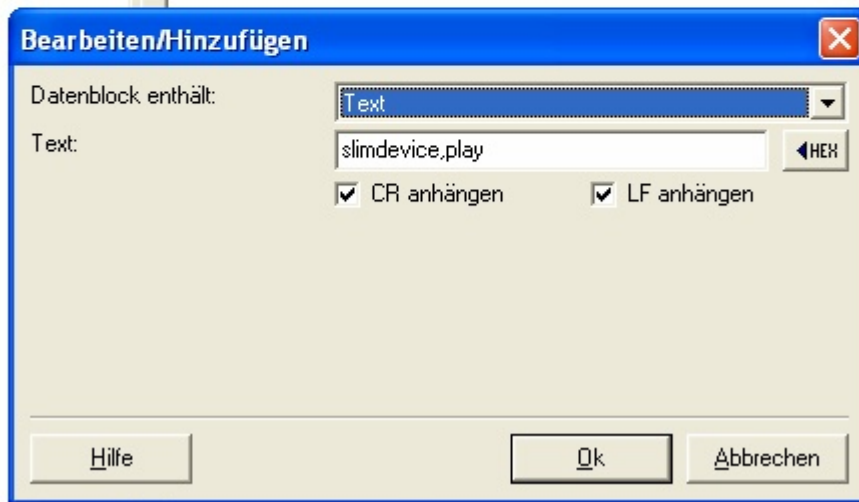 Bearbeiten/Hinzufügen
Datenblock enthält: Text
Text: slimdevice,play HEX
CR anhängen LF anhängen
Hilfe Ok Abbrechen